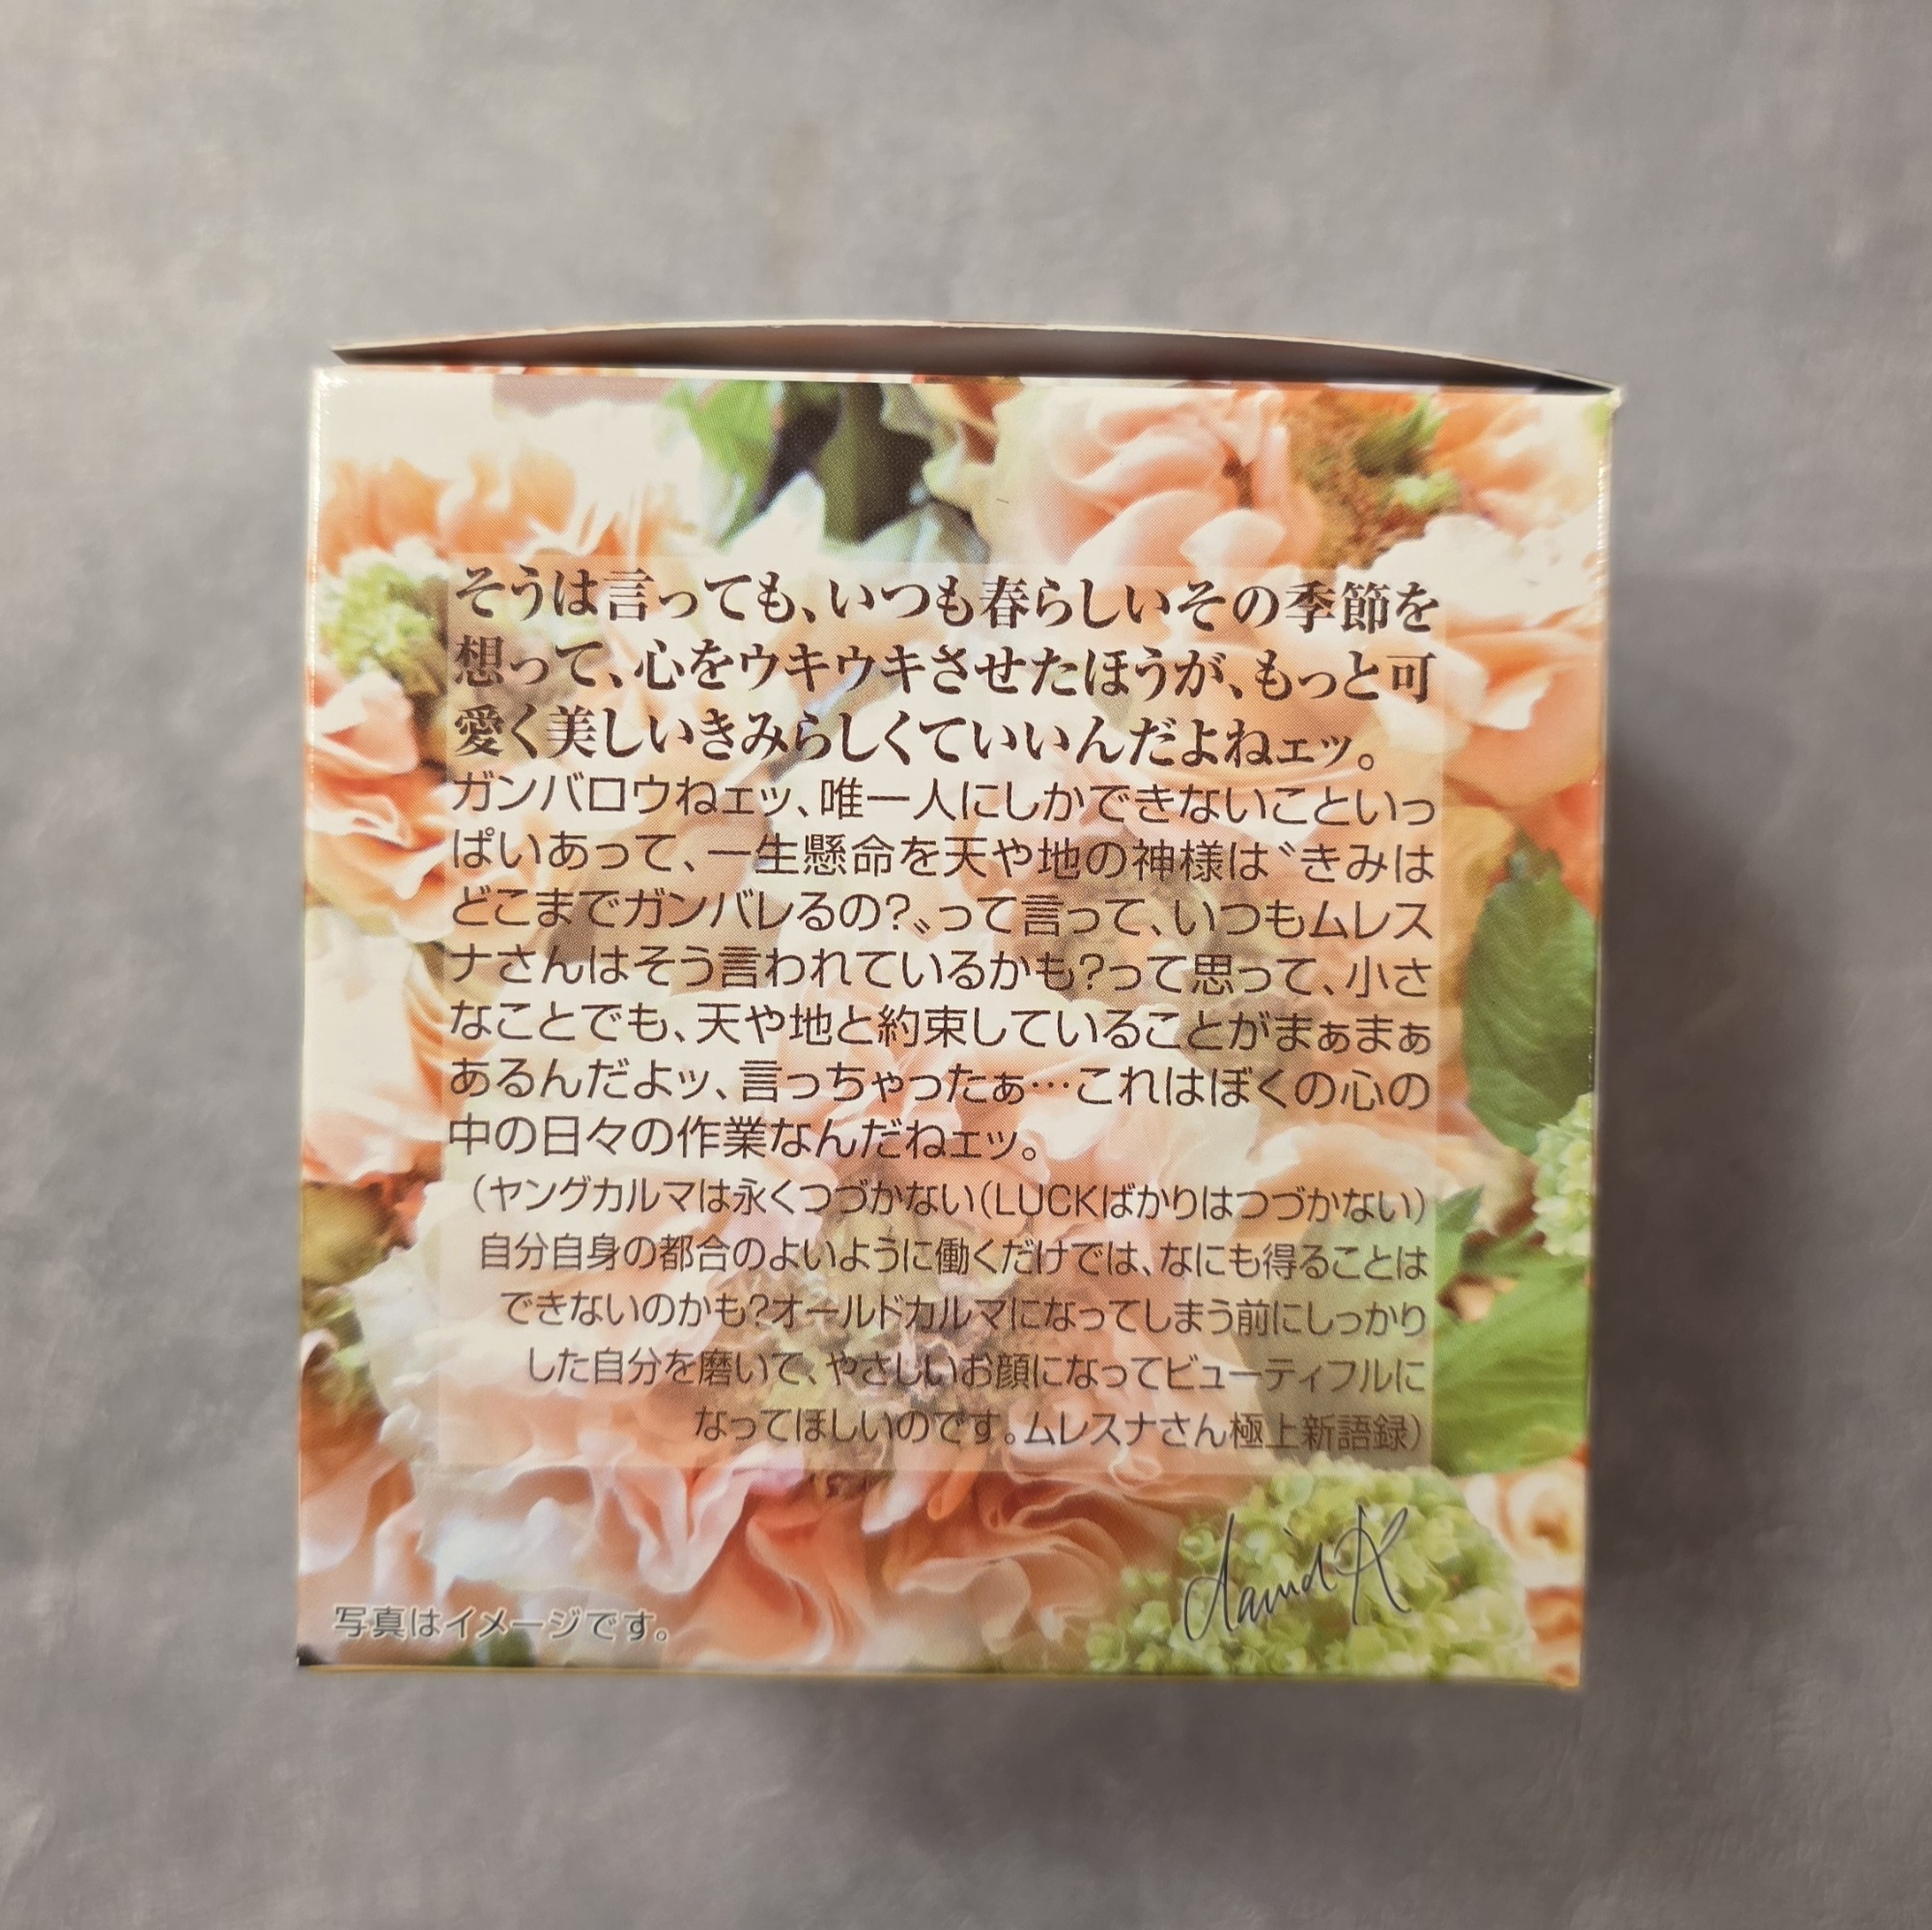 そうは言っても、いつも春らしいその季節を
想って、心をウキウキさせたほうが、もっと可
愛く美しいきみらしくていいんだよねェッ。
ガンバロウねェッ、唯一人にしかできないこといっ
ぱいあって、一生懸命を天や地の神様は〝きみは
どこまでガンバレるの?〟って言って、いつもムレス
ナさんはそう言われているかも?って思って、小さ
なことでも、天や地と約束していることがまぁまぁ
あるんだよッ、言っちゃったぁ…これはぼくの心の
中の日々の作業なんだねェッ。
(ヤングカルマは永くつづかない(LUCKばかりはつづかない)
自分自身の都合のよいように働くだけでは、なにも得ることは
できないのかも?オールドカルマになってしまう前にしっかり
した自分を磨いて、やさしいお顔になってビューティフルに
なってほしいのです。ムレスナさん極上新語録)
david K
写真はイメージです。